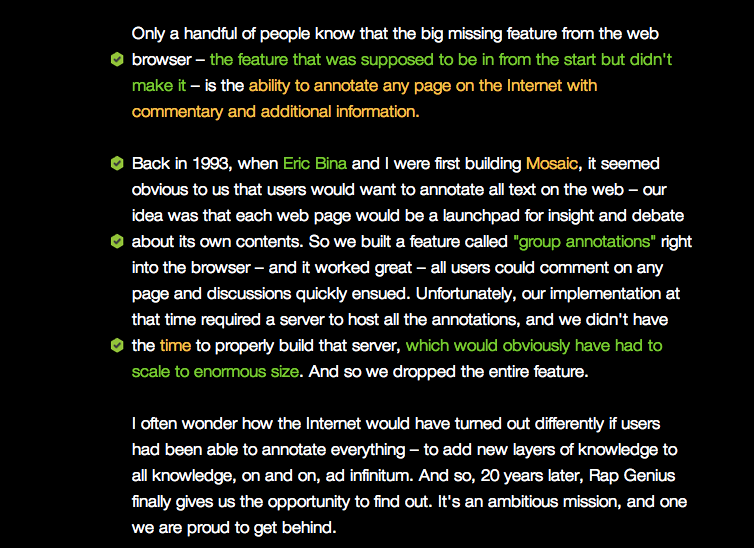 Only a handful of people know that the big missing feature from the web
browser – the feature that was supposed to be in from the start but didn't
make it – is the ability to annotate any page on the Internet with
commentary and additional information.
Back in 1993, when Eric Bina and I were first building Mosaic, it seemed
obvious to us that users would want to annotate all text on the web – our
idea was that each web page would be a launchpad for insight and debate
about its own contents. So we built a feature called "group annotations" right
into the browser – and it worked great – all users could comment on any
page and discussions quickly ensued. Unfortunately, our implementation at
that time required a server to host all the annotations, and we didn't have
the time to properly build that server, which would obviously have had to
scale to enormous size. And so we dropped the entire feature.
I often wonder how the Internet would have turned out differently if users
had been able to annotate everything – to add new layers of knowledge to
all knowledge, on and on, ad infinitum. And so, 20 years later, Rap Genius
finally gives us the opportunity to find out. It's an ambitious mission, and one
we are proud to get behind.